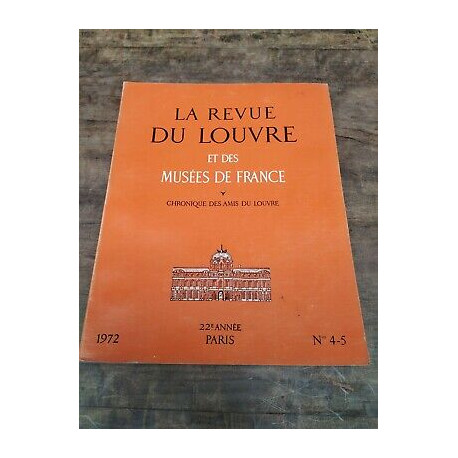 LA REVUE
DU LOUVRE
ET DES
MUSÉES DE FRANCE
CHRONIQUE DES AMIS DU LOUVRE
22E ANNÉE
1972 PARIS Nos 4-5